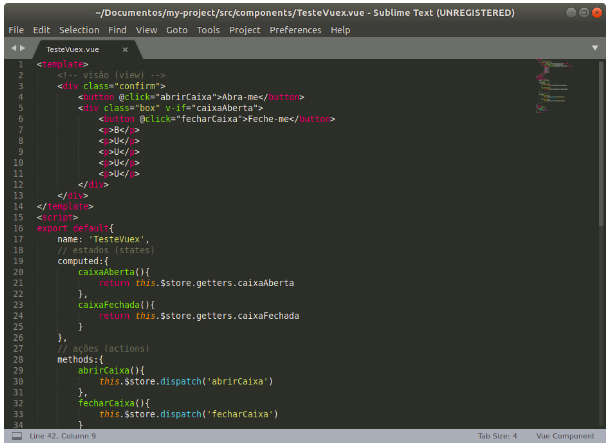 ~/Documentos/my-project/src/components/TesteVuex.vue - Sublime Text (UNREGISTERED)
File Edit Selection Find View Goto Tools Project Preferences Help
TesteVuex.vue ×
1 <template>
2 <!-- visão (view) -->
3 <div class="confirm">
4 <button @click="abrirCaixa">Abra-me</button>
5 <div class="box" v-if="caixaAberta">
6 <button @click="fecharCaixa">Feche-me</button>
7 <p>B</p>
8 <p>U</p>
9 <p>U</p>
10 <p>U</p>
11 <p>U</p>
12 </div>
13 </div>
14 </template>
15 <script>
16 export default{
17 name: 'TesteVuex',
18 // estados (states)
19 computed:{
20 caixaAberta(){
21 return this.$store.getters.caixaAberta
22 },
23 caixaFechada(){
24 return this.$store.getters.caixaFechada
25 }
26 },
27 // ações (actions)
28 methods:{
29 abrirCaixa(){
30 this.$store.dispatch('abrirCaixa')
31 },
32 fecharCaixa(){
33 this.$store.dispatch('fecharCaixa')
34 }
Line 42, Column 9 Tab Size: 4 Vue Component